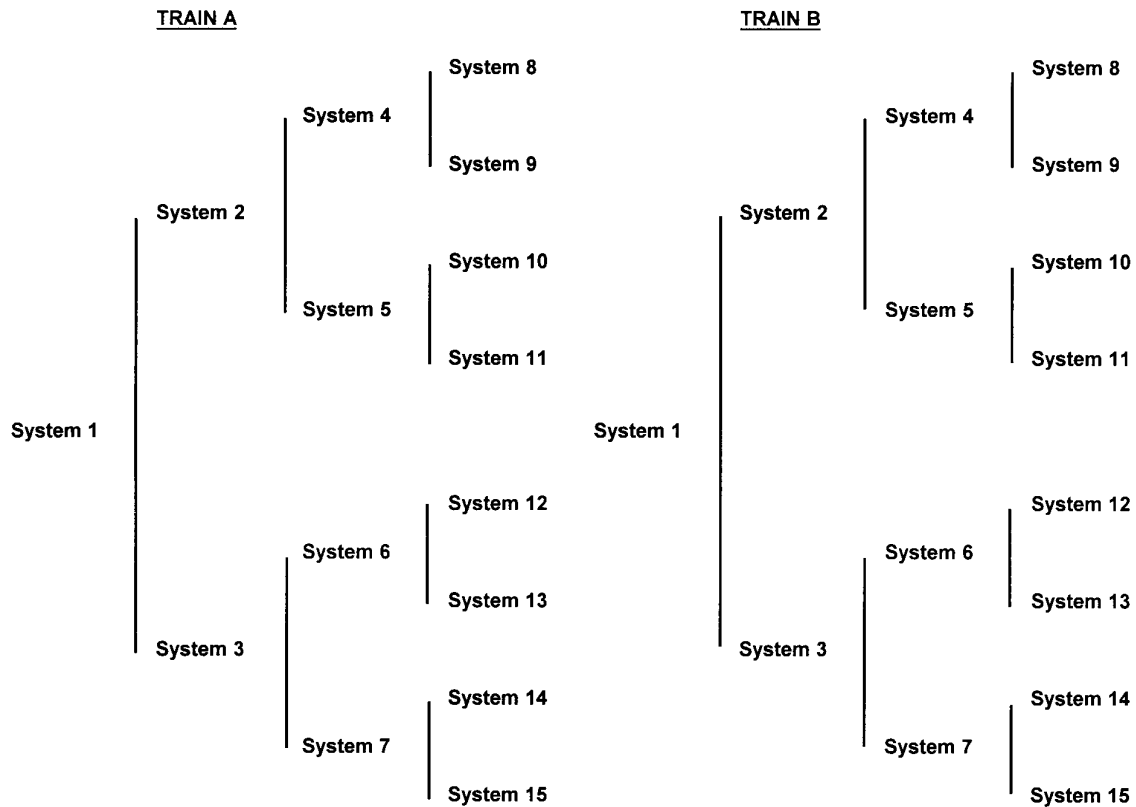 TRAIN A
System 8
System 4
System 9
System 2
System 10
System 5
System 11
System 1
System 12
System 6
System 13
System 3
System 14
System 7
System 15
TRAIN B
System 8
System 4
System 9
System 2
System 10
System 5
System 11
System 1
System 12
System 6
System 13
System 3
System 14
System 7
System 15